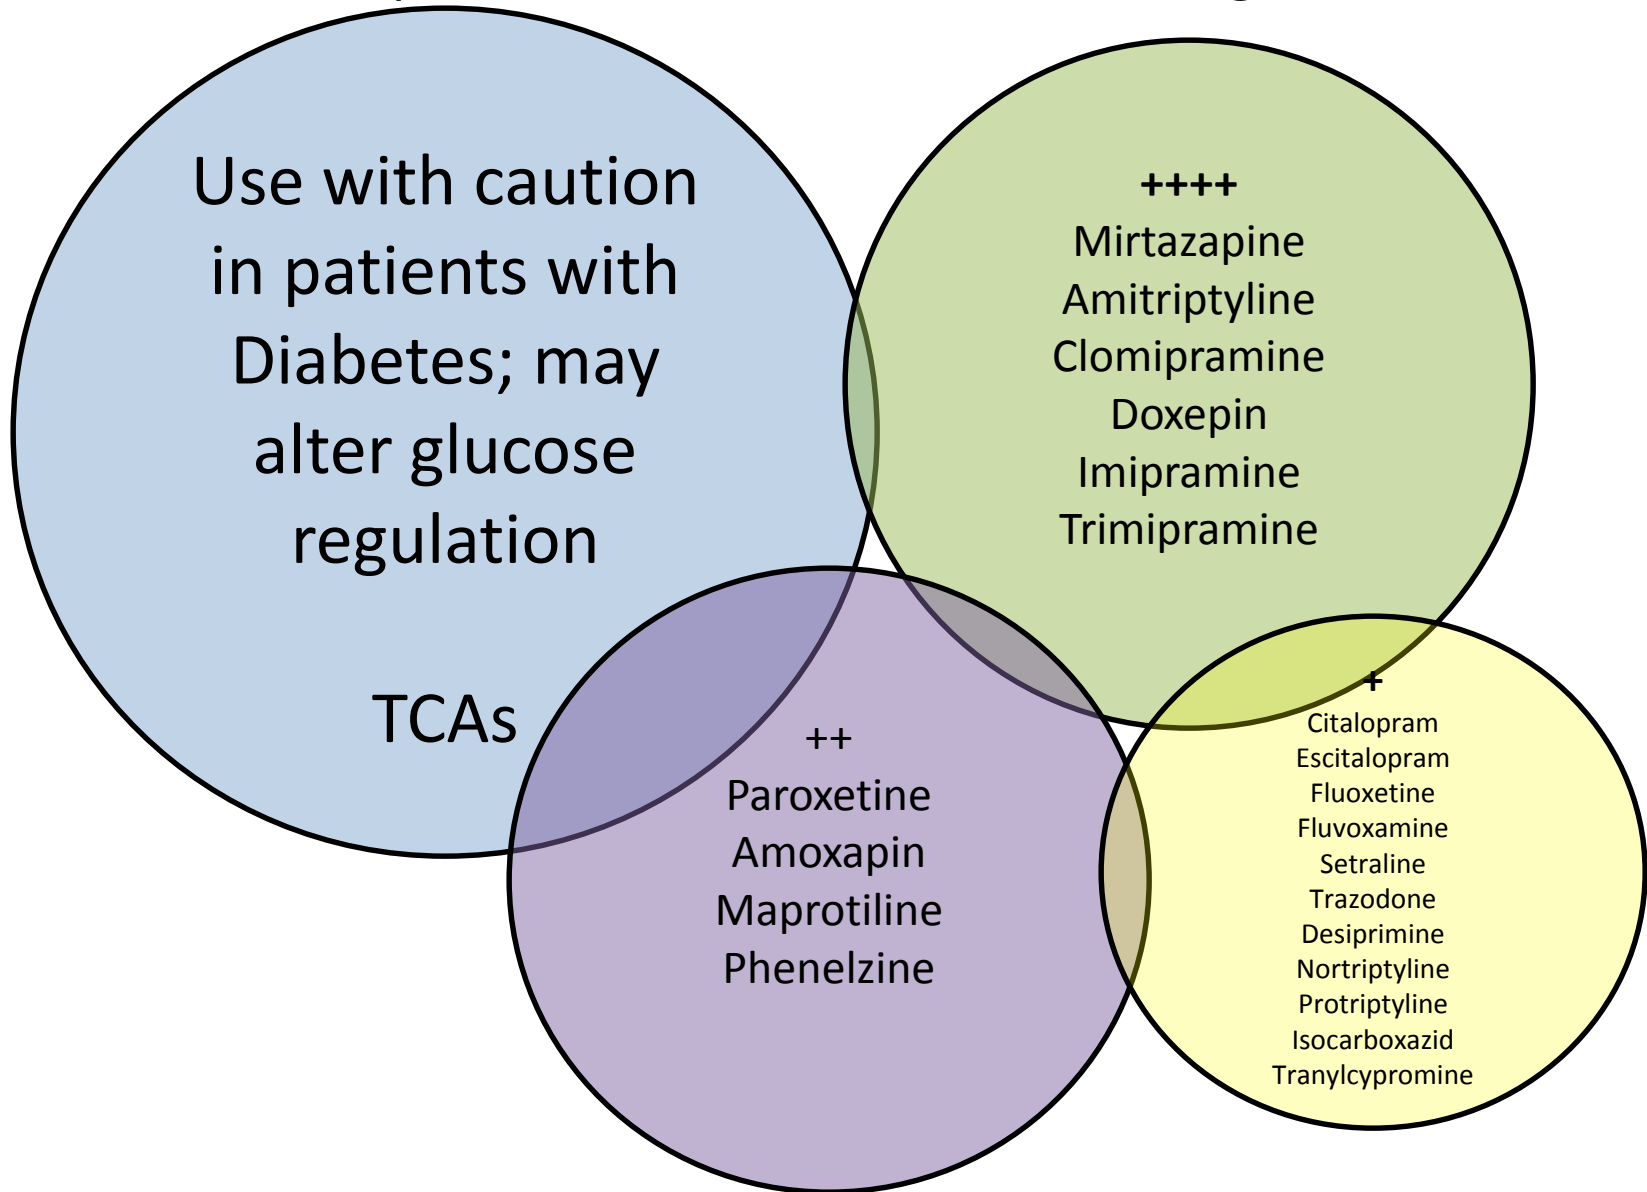 Use with caution
in patients with
Diabetes; may
alter glucose
regulation
TCAs
++++
Mirtazapine
Amitriptyline
Clomipramine
Doxepin
Imipramine
Trimipramine
++
Paroxetine
Amoxapin
Maprotiline
Phenelzine
+
Citalopram
Escitalopram
Fluoxetine
Fluvoxamine
Setraline
Trazodone
Desiprimine
Nortriptyline
Protriptyline
Isocarboxazid
Tranylcypromine